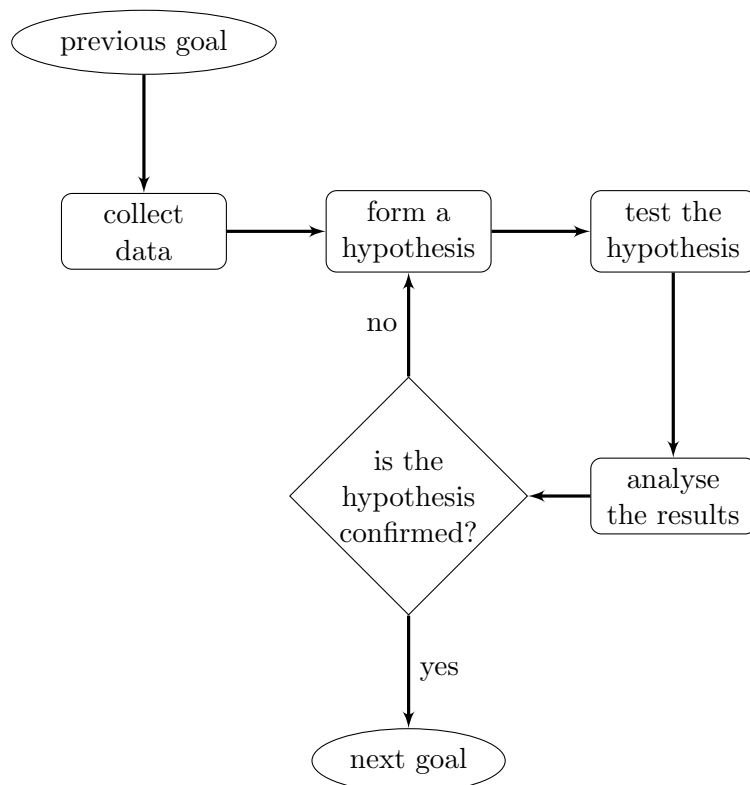 previous goal
collect
data
form a
hypothesis
test the
hypothesis
no
is the
hypothesis
confirmed?
analyse
the results
yes
next goal